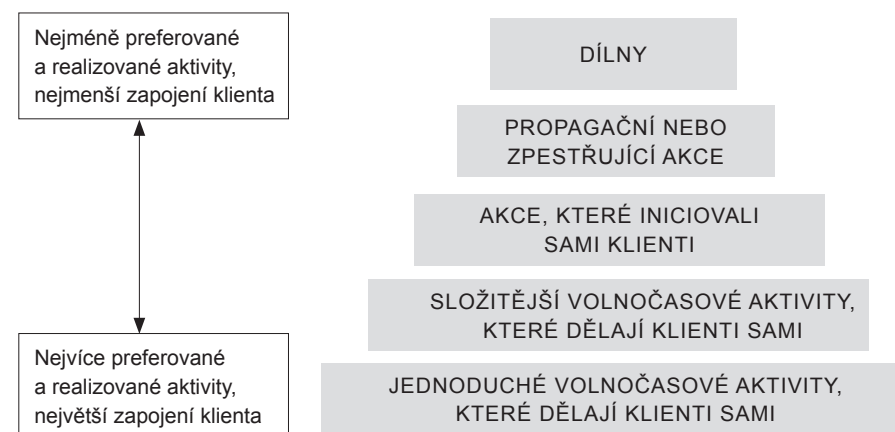 Nejméně preferované
a realizované aktivity,
nejmenší zapojení klienta
DÍLNY
PROPAGAČNÍ NEBO
ZPESTŘUJÍCÍ AKCE
AKCE, KTERÉ INICIOVALI
SAMI KLIENTI
SLOŽITĚJŠÍ VOLNOČASOVÉ AKTIVITY,
KTERÉ DĚLAJÍ KLIENTI SAMI
Nejvíce preferované
a realizované aktivity,
největší zapojení klienta
JEDNODUCHÉ VOLNOČASOVÉ AKTIVITY,
KTERÉ DĚLAJÍ KLIENTI SAMI